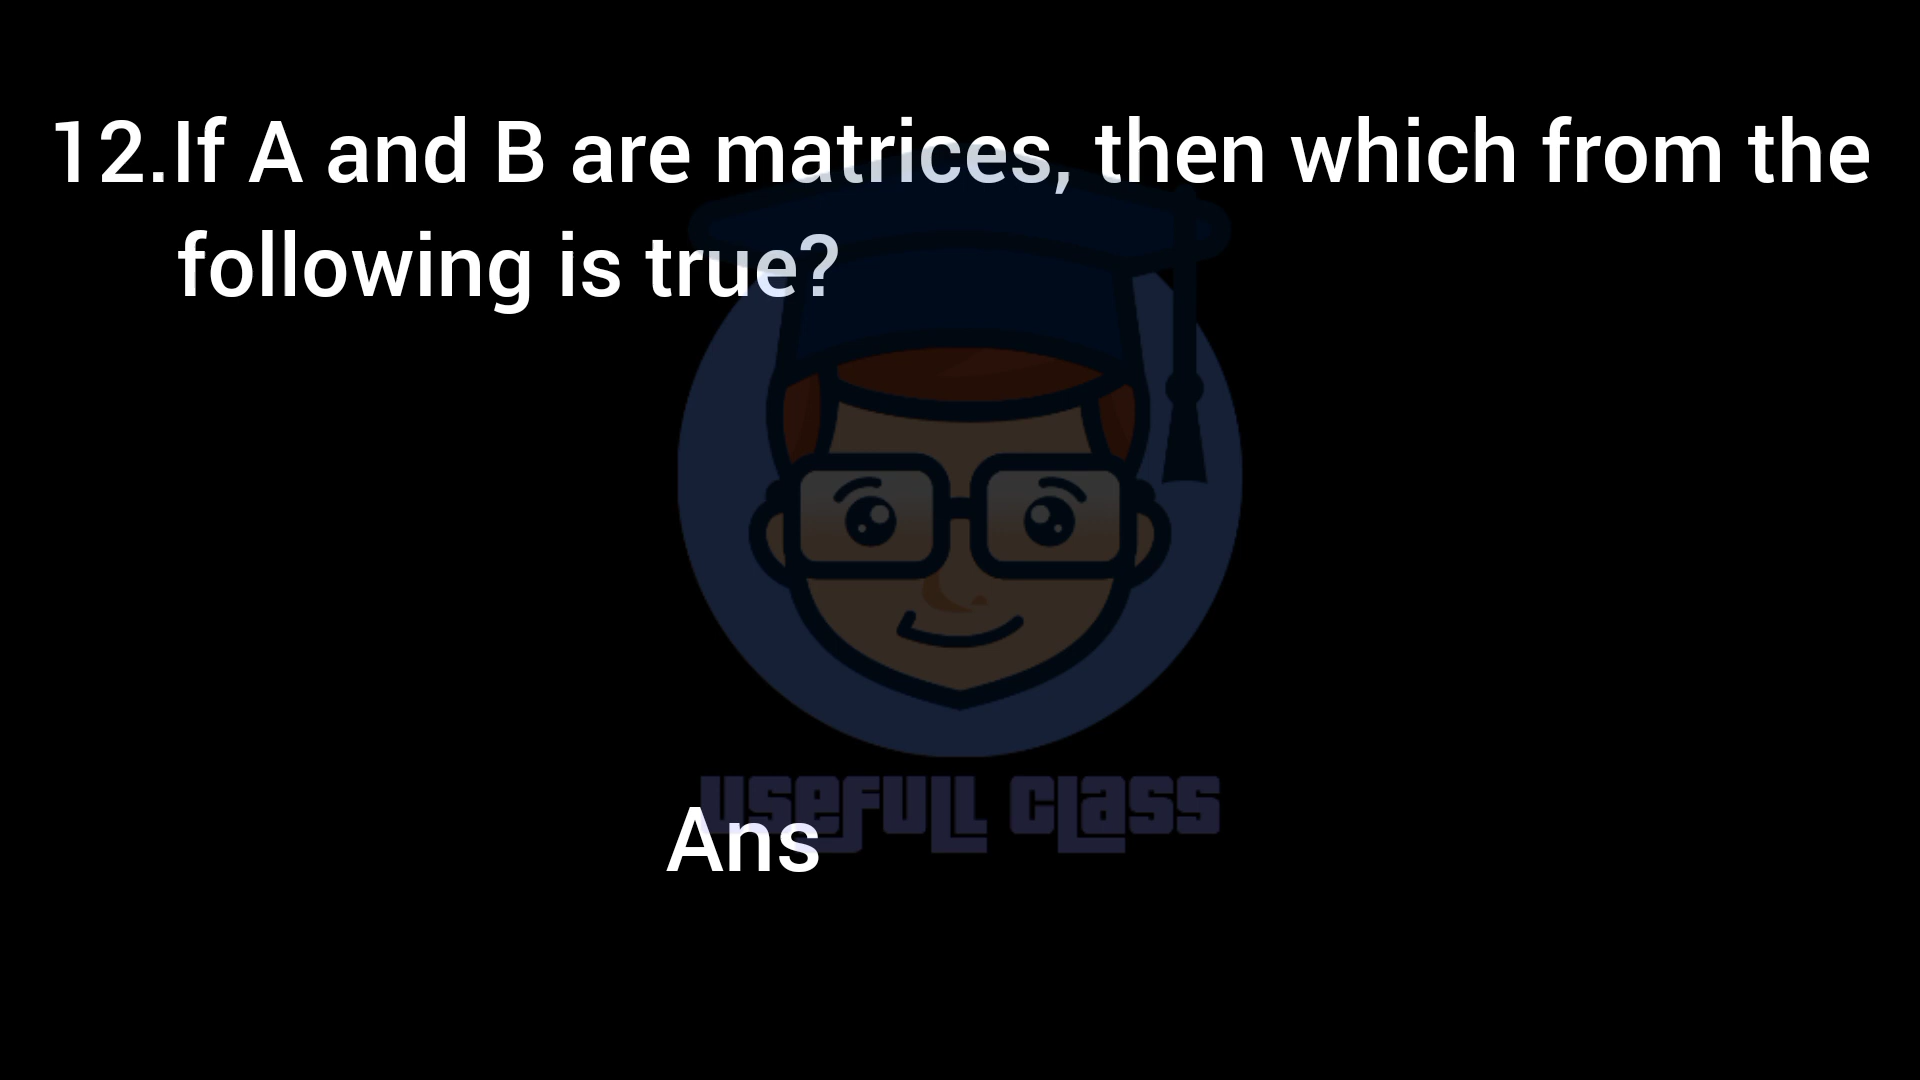 12.If A and B are matrices, then which from the
following is true?
USEFULL CLASS
Ans